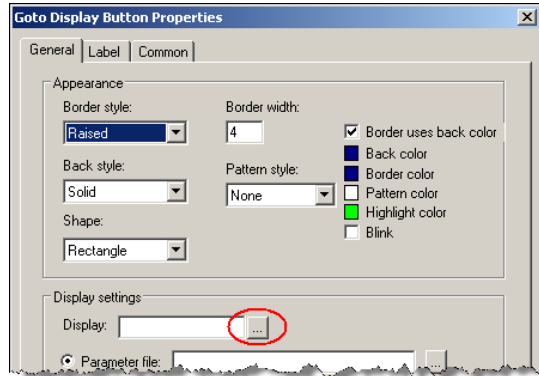 Goto Display Button Properties
General Label Common
Appearance
Border style: Border width:
Raised 4 Border uses back color
Back color
Back style: Pattern style: Border color
Solid None Pattern color
Highlight color
Shape: Blink
Rectangle
Display settings
Display: ...
Parameter file: ...